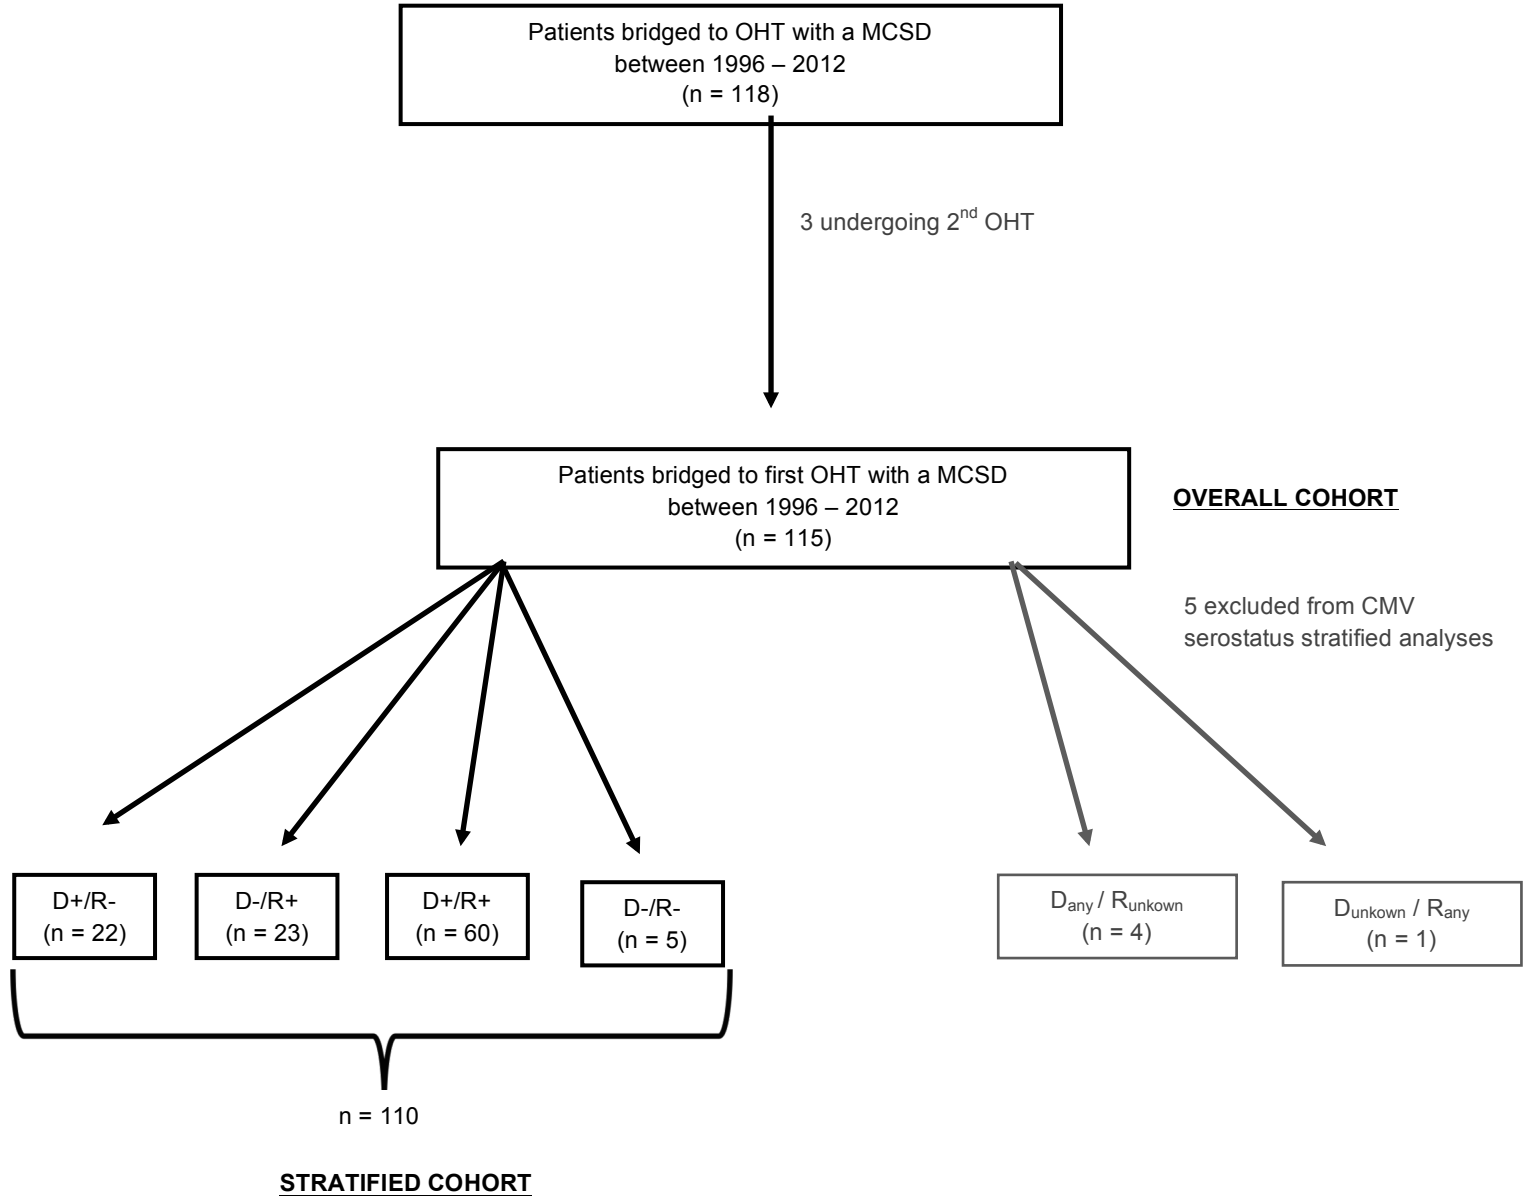 Patients bridged to OHT with a MCSD
between 1996 – 2012
(n = 118)
3 undergoing 2nd OHT
Patients bridged to first OHT with a MCSD
between 1996 – 2012
(n = 115)
OVERALL COHORT
5 excluded from CMV
serostatus stratified analyses
D+/R-
(n = 22)
D-/R+
(n = 23)
D+/R+
(n = 60)
D-/R-
(n = 5)
Dany / Runkown
(n = 4)
Dunkown / Rany
(n = 1)
n = 110
STRATIFIED COHORT